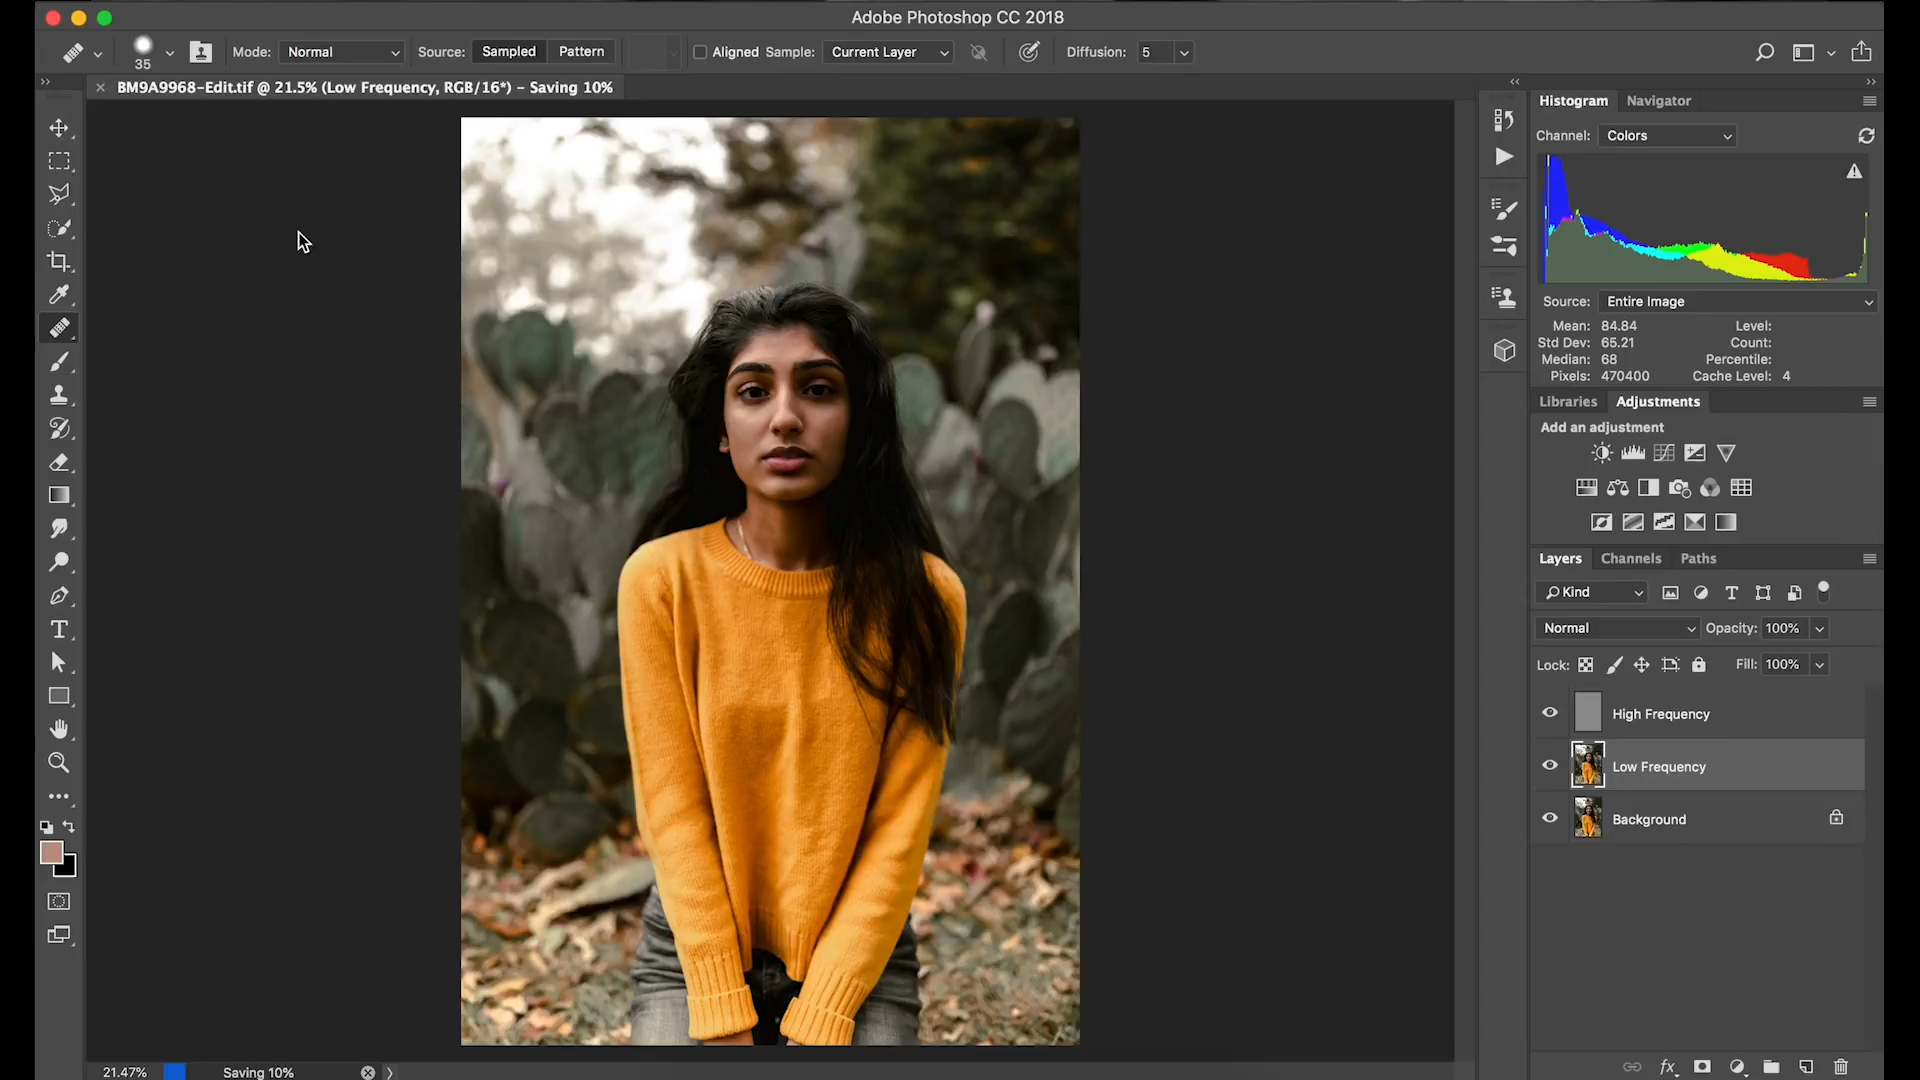 Adobe Photoshop CC 2018
35
Mode: Normal
Source: Sampled Pattern
Aligned Sample: Current Layer
Diffusion: 5
BM9A9968-Edit.tif @ 21.5% (Low Frequency, RGB/16*) – Saving 10%
Histogram Navigator
Channel: Colors
Source: Entire Image
Mean: 84.84 Level:
Std Dev: 65.21 Count:
Median: 68 Percentile:
Pixels: 470400 Cache Level: 4
Libraries Adjustments
Add an adjustment
Layers Channels Paths
Kind
Normal Opacity: 100%
Lock: Fill: 100%
High Frequency
Low Frequency
Background
21.47% Saving 10%